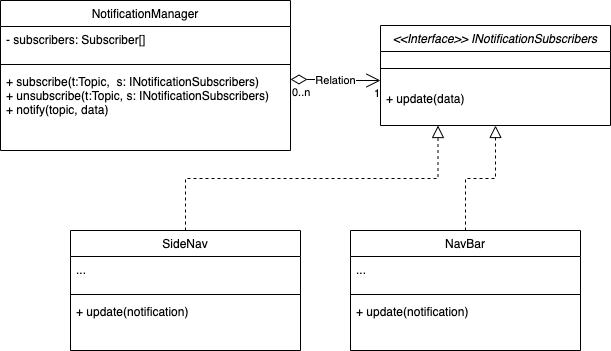 NotificationManager
- subscribers: Subscriber[]
+ subscribe(t:Topic, s: INotificationSubscribers)
+ unsubscribe(t:Topic, s: INotificationSubscribers)
+ notify(topic, data)
Relation
0..n
1
<<Interface>> INotificationSubscribers
+ update(data)
SideNav
...
+ update(notification)
NavBar
...
+ update(notification)